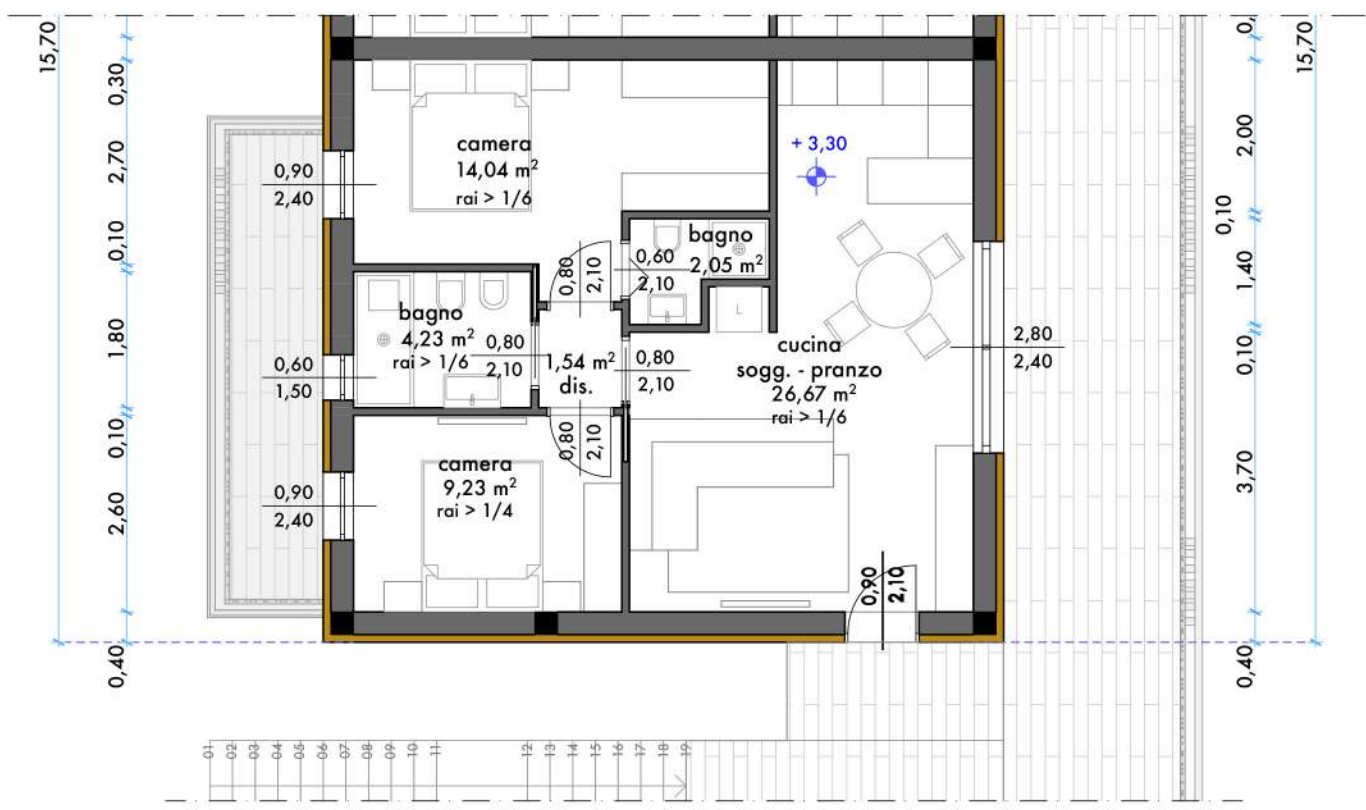 15,70
0,30
2,70
0,10
1,80
0,10
2,60
0,40
0,90
2,40
0,60
1,50
0,90
2,40
camera
14,04 m²
rai > 1/6
bagno
2,05 m²
0,60
2,10
0,80
2,10
+ 3,30
bagno
4,23 m²
rai > 1/6
0,80
2,10
1,54 m²
dis.
0,80
2,10
L
cucina
sogg. - pranzo
26,67 m²
rai > 1/6
2,80
2,40
0,80
2,10
camera
9,23 m²
rai > 1/4
0,90
2,10
15,70
2,00
0,10
1,40
0,10
3,70
0,40
01 02 03 04 05 06 07 08 09 10 11 12 13 14 15 16 17 18 19